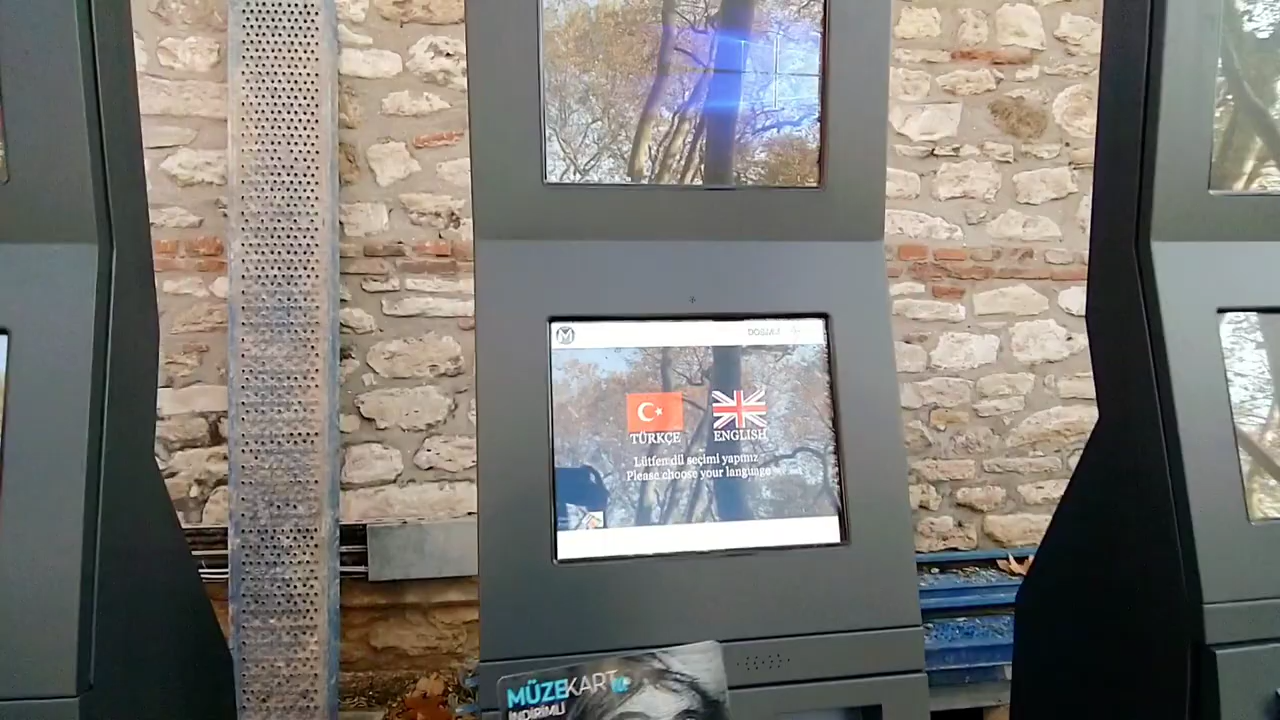 TÜRKÇE ENGLISH
Lütfen dil seçimi yapınız
Please choose your language
MÜZEKART
İNDİRİMLİ